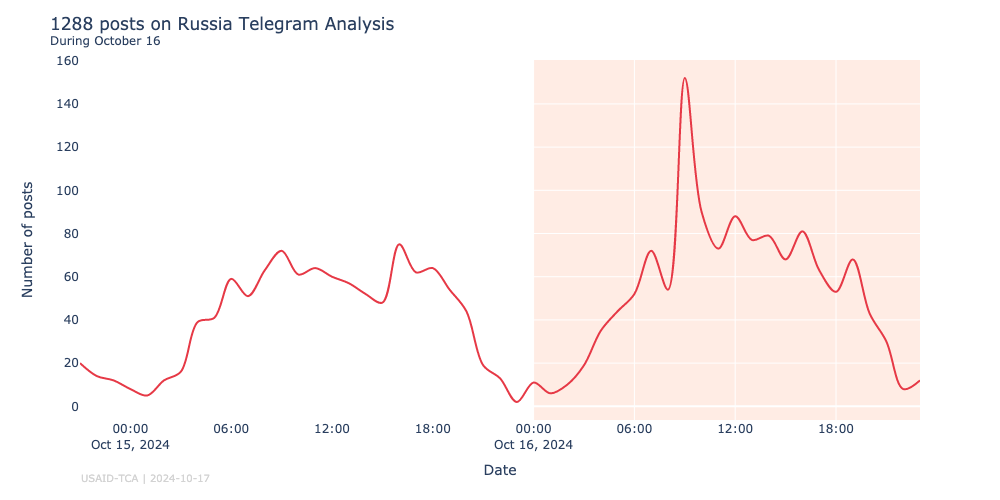 1288 posts on Russia Telegram Analysis
During October 16
160
140
120
100
80
60
40
20
0
Number of posts
00:00 06:00 12:00 18:00 00:00 06:00 12:00 18:00
Oct 15, 2024 Oct 16, 2024
Date
USAID-TCA | 2024-10-17